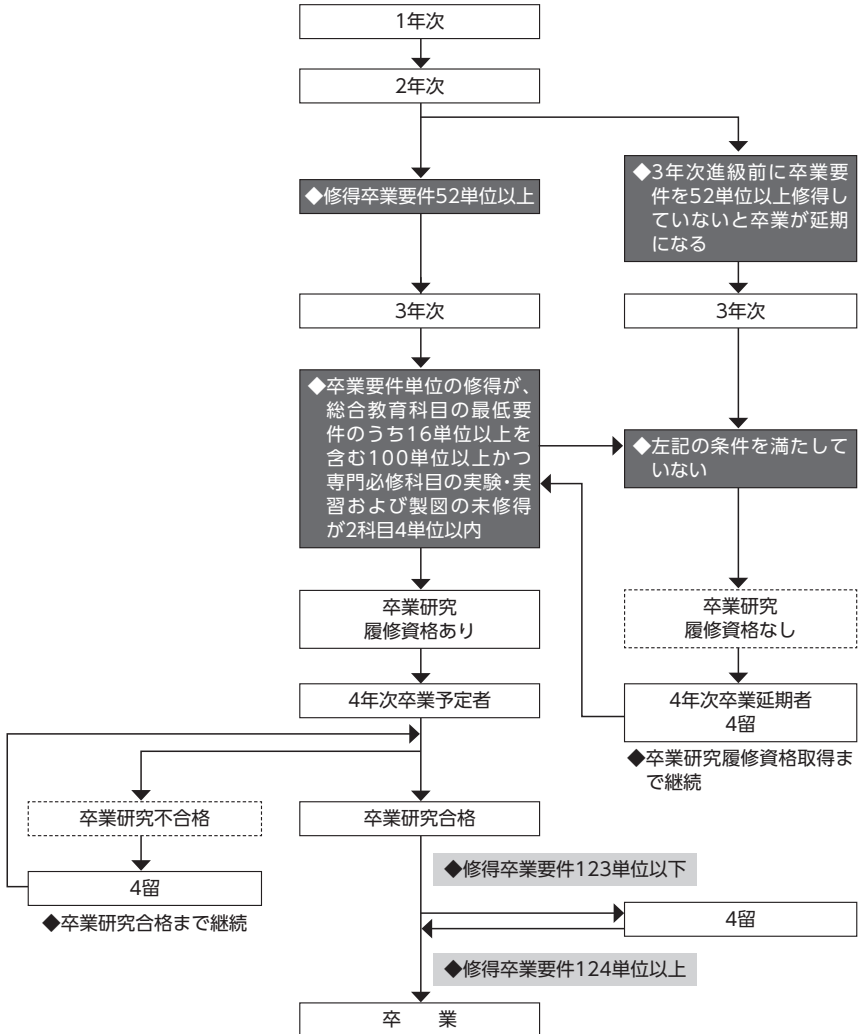 1年次
2年次
◆修得卒業要件52単位以上
◆3年次進級前に卒業要
件を52単位以上修得し
ていないと卒業が延期
になる
3年次
3年次
◆卒業要件単位の修得が、
総合教育科目の最低要
件のうち16単位以上を
含む100単位以上かつ
専門必修科目の実験・実
習および製図の未修得
が2科目4単位以内
◆左記の条件を満たして
いない
卒業研究
履修資格あり
卒業研究
履修資格なし
4年次卒業予定者
4年次卒業延期者
4留
◆卒業研究履修資格取得ま
で継続
卒業研究不合格
卒業研究合格
4留
◆卒業研究合格まで継続
◆修得卒業要件123単位以下
4留
◆修得卒業要件124単位以上
卒　業